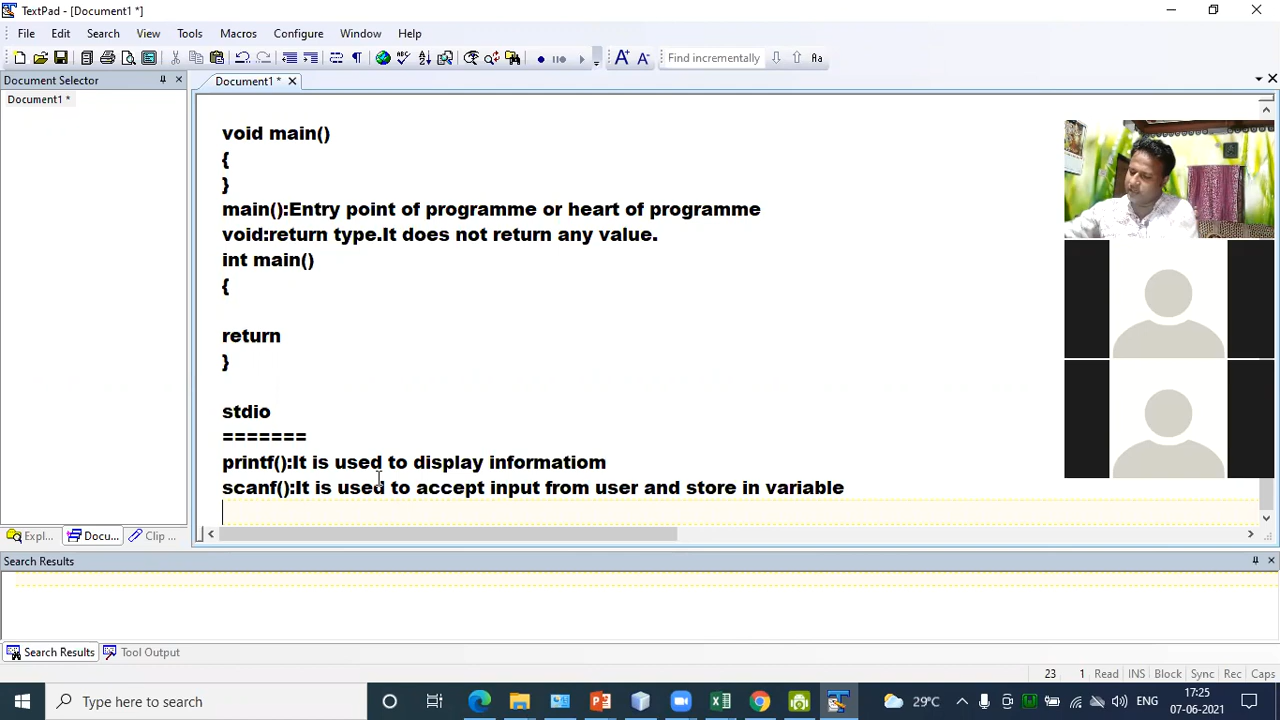 TextPad - [Document1 *]
File Edit Search View Tools Macros Configure Window Help
Find incrementally
Document Selector
Document1 *
Document1 *
void main()
{
}
main():Entry point of programme or heart of programme
void:return type.It does not return any value.
int main()
{
return
}
stdio
=======
printf():It is used to display informatiom
scanf():It is used to accept input from user and store in variable
Expl... Docu... Clip ...
Search Results
Search Results Tool Output
23 1 Read INS Block Sync Rec Caps
Type here to search
29°C ENG 17:25
07-06-2021